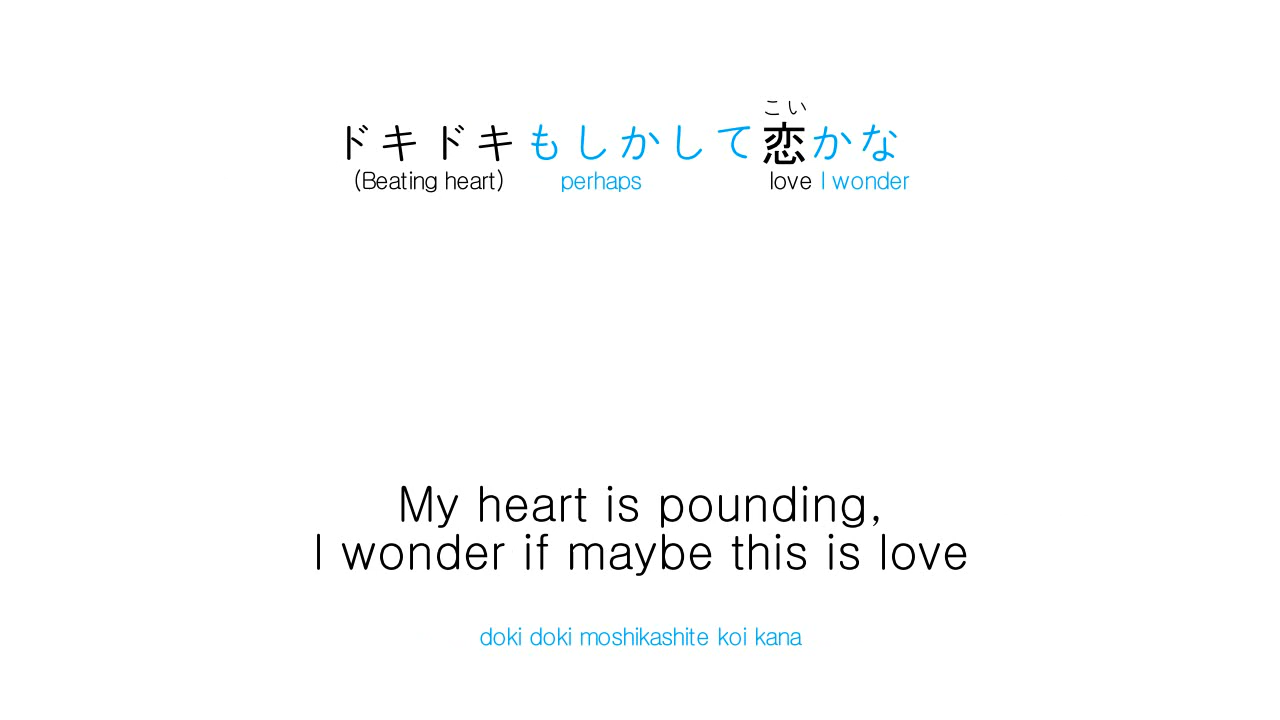 こい
ドキドキもしかして恋かな
(Beating heart) perhaps love I wonder
My heart is pounding,
I wonder if maybe this is love
doki doki moshikashite koi kana